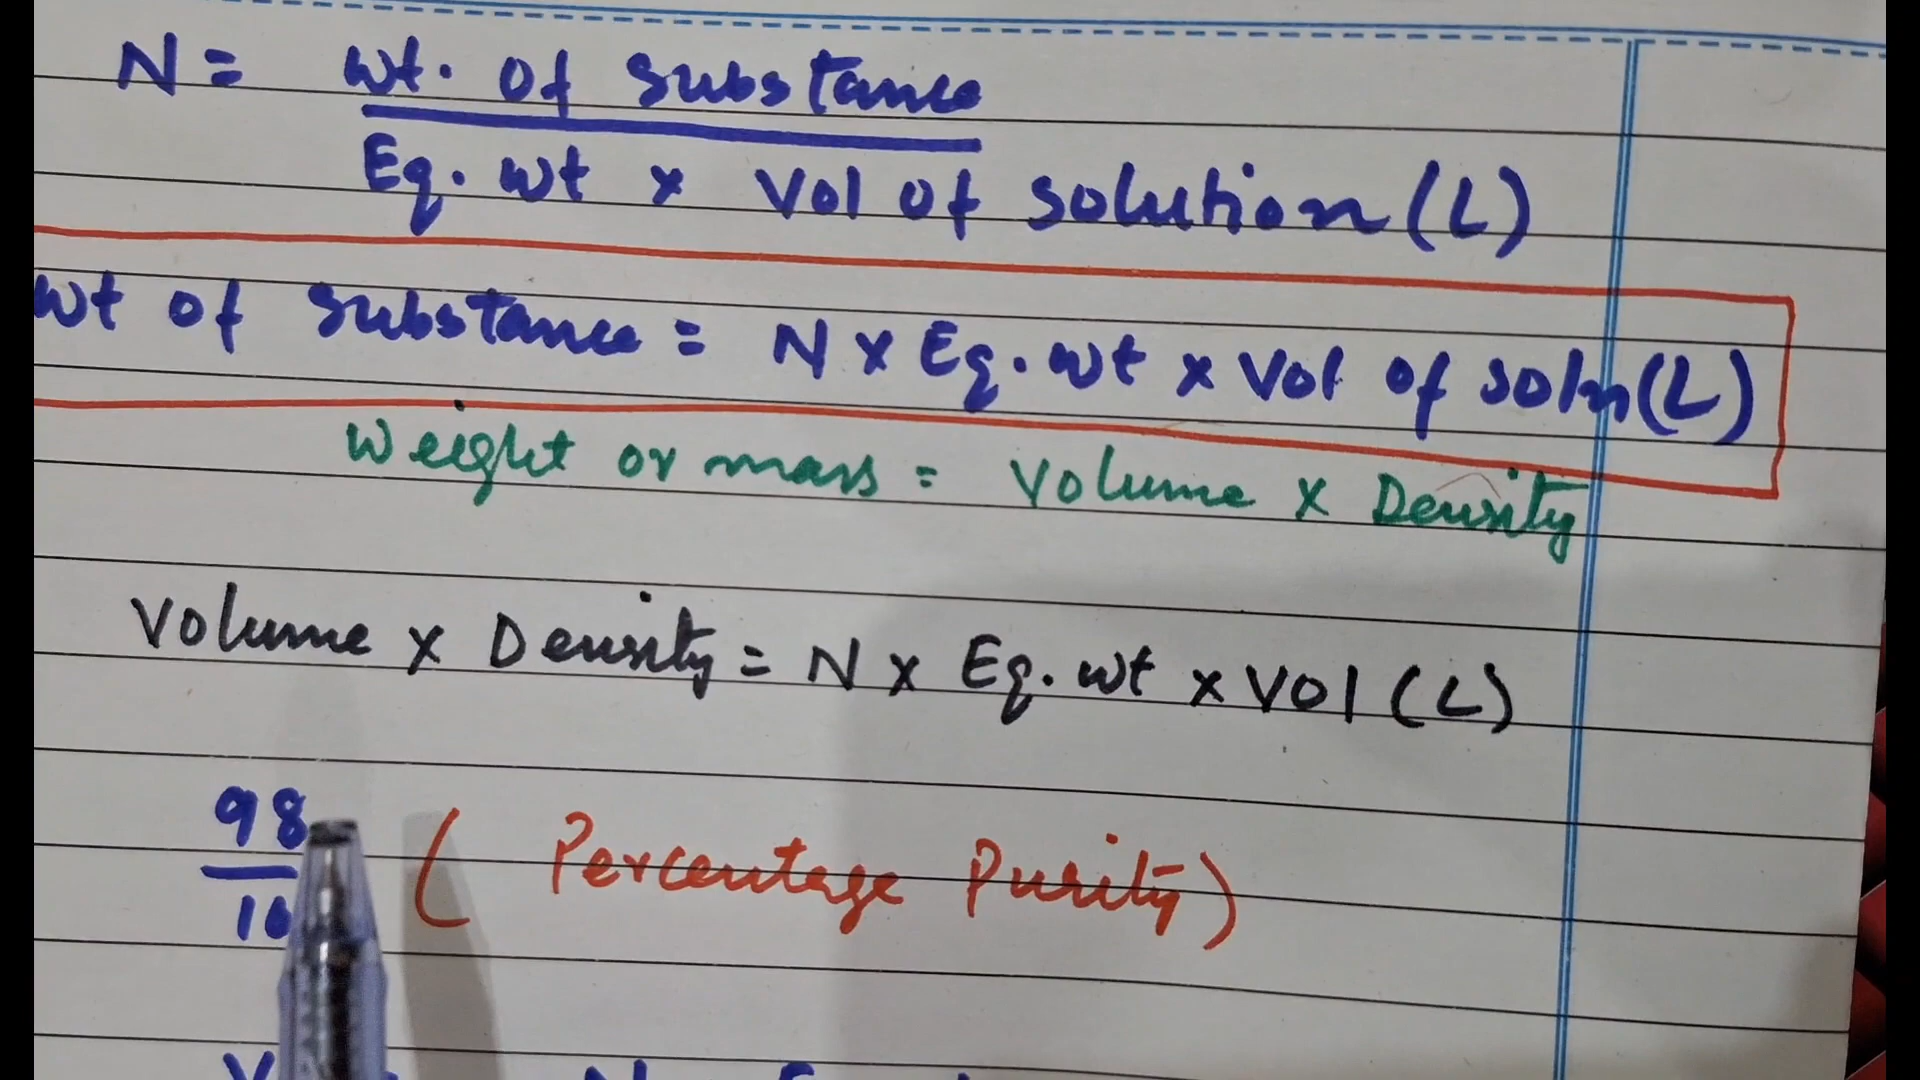 N = wt. of substance
Eq. wt x Vol of solution (L)
wt of substance = N x Eq. wt x Vol of soln (L)
Weight or mass = Volume x Density
Volume x Density = N x Eq. wt x Vol (L)
98
( Percentage Purity )